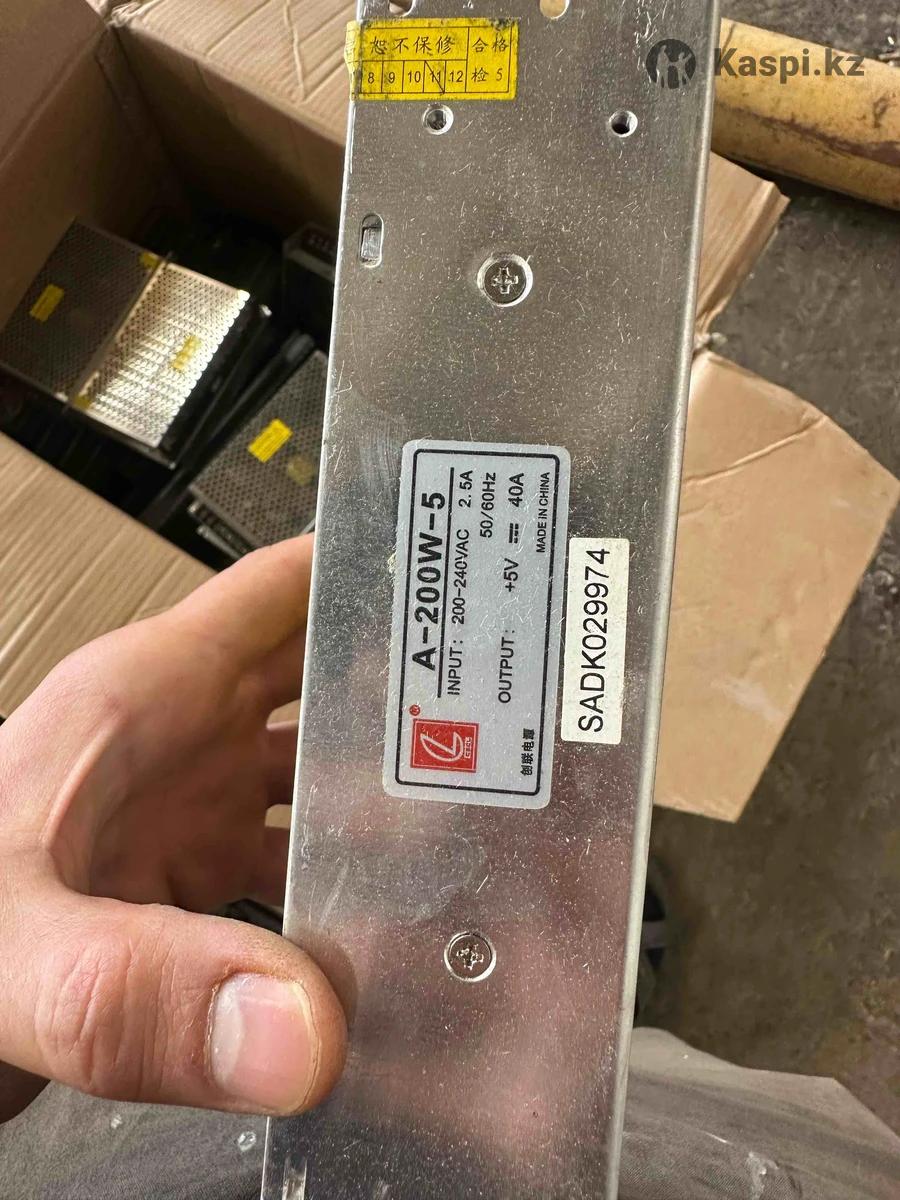 恕不保修 合格
8 9 10 11 12 检 5
Kaspi.kz
A-200W-5
INPUT: 200-240VAC 2.5A
50/60Hz
OUTPUT: +5V ⎓ 40A
MADE IN CHINA
®
CZCL
创联电源
SADK029974